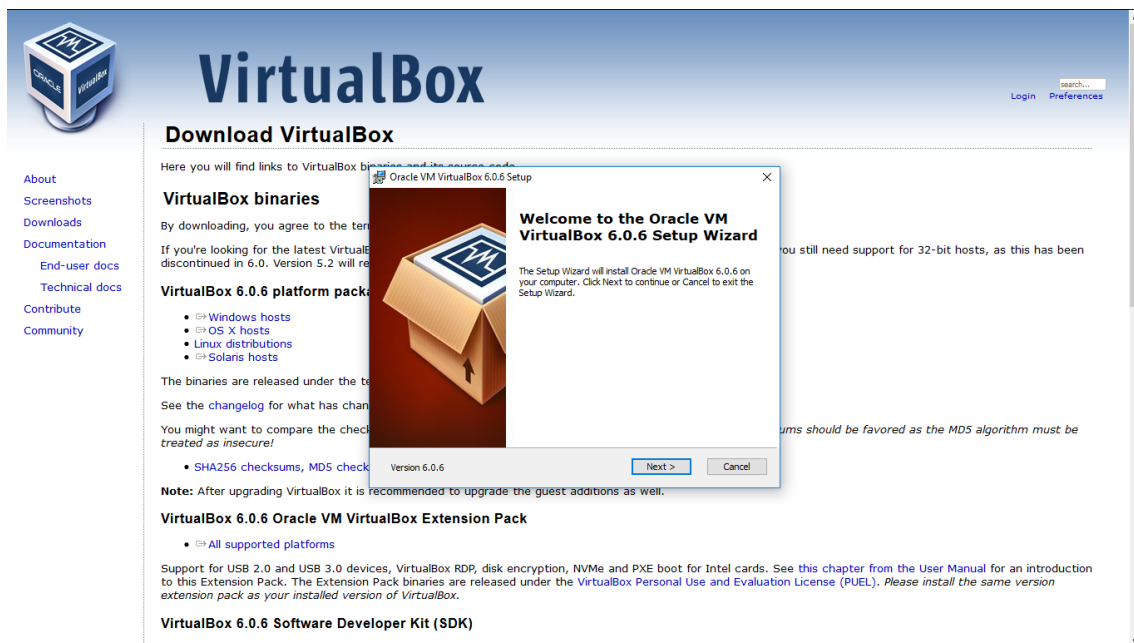 ORACLE
VirtualBox
VirtualBox
search...
Login Preferences
Download VirtualBox
Here you will find links to VirtualBox binaries and its source code.
About
Screenshots
Downloads
Documentation
End-user docs
Technical docs
Contribute
Community
VirtualBox binaries
By downloading, you agree to the
If you're looking for the latest
you still need support for 32-bit hosts, as this has been
discontinued in 6.0. Version 5.2 will
VirtualBox 6.0.6 platform
Windows hosts
OS X hosts
Linux distributions
Solaris hosts
The binaries are released under the
See the changelog for what has
You might want to compare the
should be favored as the MD5 algorithm must be
treated as insecure!
SHA256 checksums, MD5
Note: After upgrading VirtualBox it is recommended to upgrade the guest additions as well.
VirtualBox 6.0.6 Oracle VM VirtualBox Extension Pack
All supported platforms
Support for USB 2.0 and USB 3.0 devices, VirtualBox RDP, disk encryption, NVMe and PXE boot for Intel cards. See this chapter from the User Manual for an introduction
to this Extension Pack. The Extension Pack binaries are released under the VirtualBox Personal Use and Evaluation License (PUEL). Please install the same version
extension pack as your installed version of VirtualBox.
VirtualBox 6.0.6 Software Developer Kit (SDK)
Oracle VM VirtualBox 6.0.6 Setup
Welcome to the Oracle VM
VirtualBox 6.0.6 Setup Wizard
The Setup Wizard will install Oracle VM VirtualBox 6.0.6 on
your computer. Click Next to continue or Cancel to exit the
Setup Wizard.
Version 6.0.6
Next >
Cancel